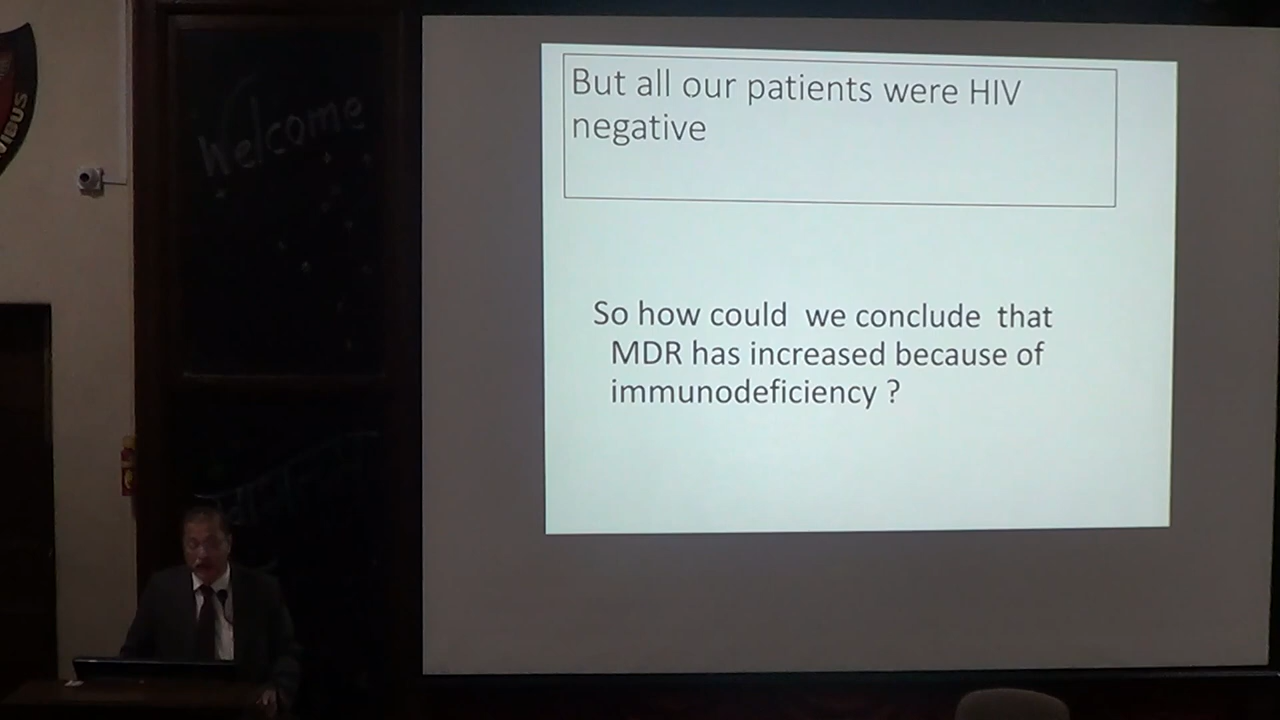 VIBUS
Welcome
But all our patients were HIV
negative
So how could we conclude that
MDR has increased because of
immunodeficiency ?